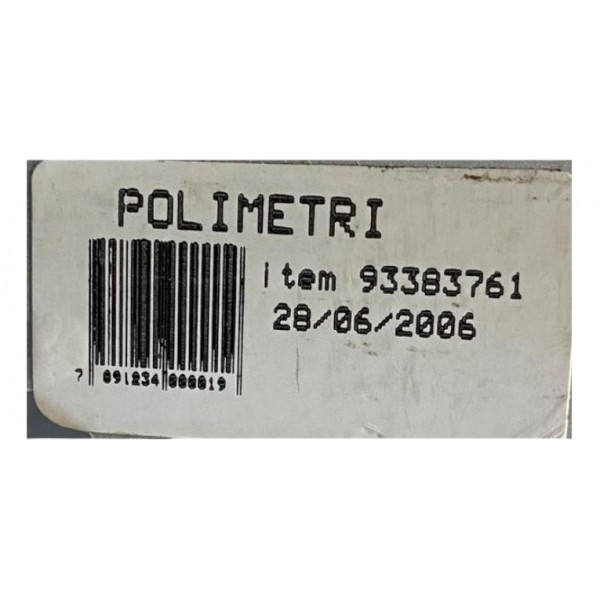 POLIMETRI
item 93383761
28/06/2006
7 891234 000019